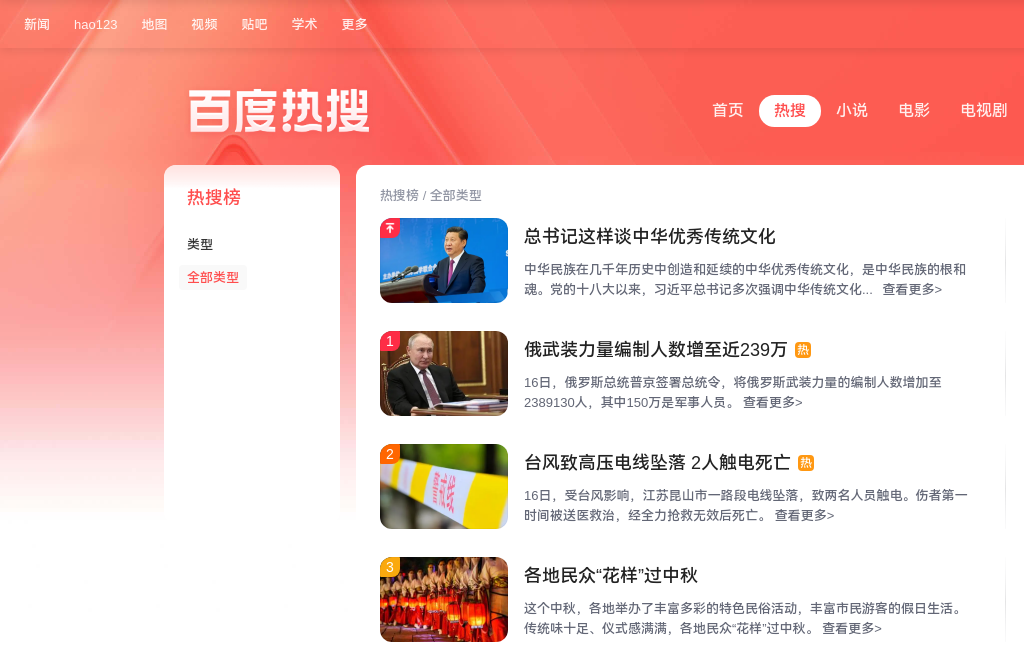 新闻 hao123 地图 视频 贴吧 学术 更多
百度热搜
首页 热搜 小说 电影 电视剧
热搜榜
类型
全部类型
热搜榜 / 全部类型
总书记这样谈中华优秀传统文化
中华民族在几千年历史中创造和延续的中华优秀传统文化，是中华民族的根和
魂。党的十八大以来，习近平总书记多次强调中华传统文化... 查看更多>
1
俄武装力量编制人数增至近239万 热
16日，俄罗斯总统普京签署总统令，将俄罗斯武装力量的编制人数增加至
2389130人，其中150万是军事人员。 查看更多>
2
警戒线
台风致高压电线坠落 2人触电死亡 热
16日，受台风影响，江苏昆山市一路段电线坠落，致两名人员触电。伤者第一
时间被送医救治，经全力抢救无效后死亡。 查看更多>
3
各地民众“花样”过中秋
这个中秋，各地举办了丰富多彩的特色民俗活动，丰富市民游客的假日生活。
传统味十足、仪式感满满，各地民众“花样”过中秋。 查看更多>